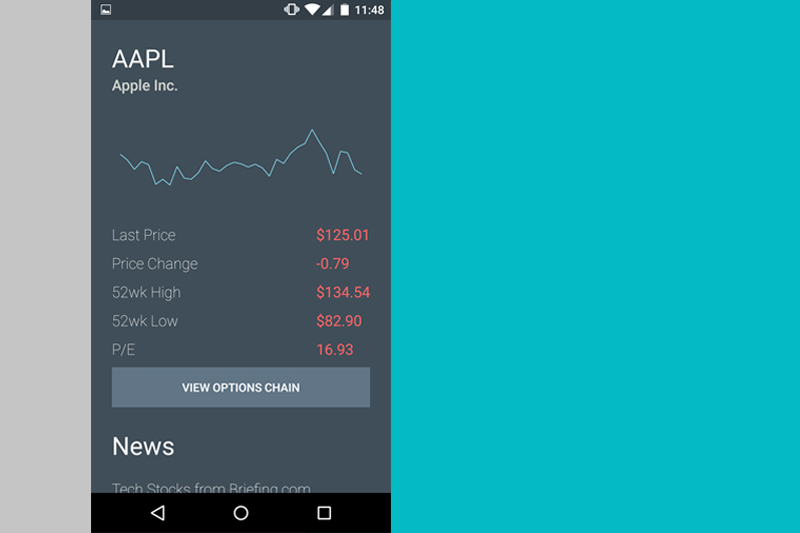 11:48
AAPL
Apple Inc.
Last Price $125.01
Price Change -0.79
52wk High $134.54
52wk Low $82.90
P/E 16.93
VIEW OPTIONS CHAIN
News
Tech Stocks from Briefing.com